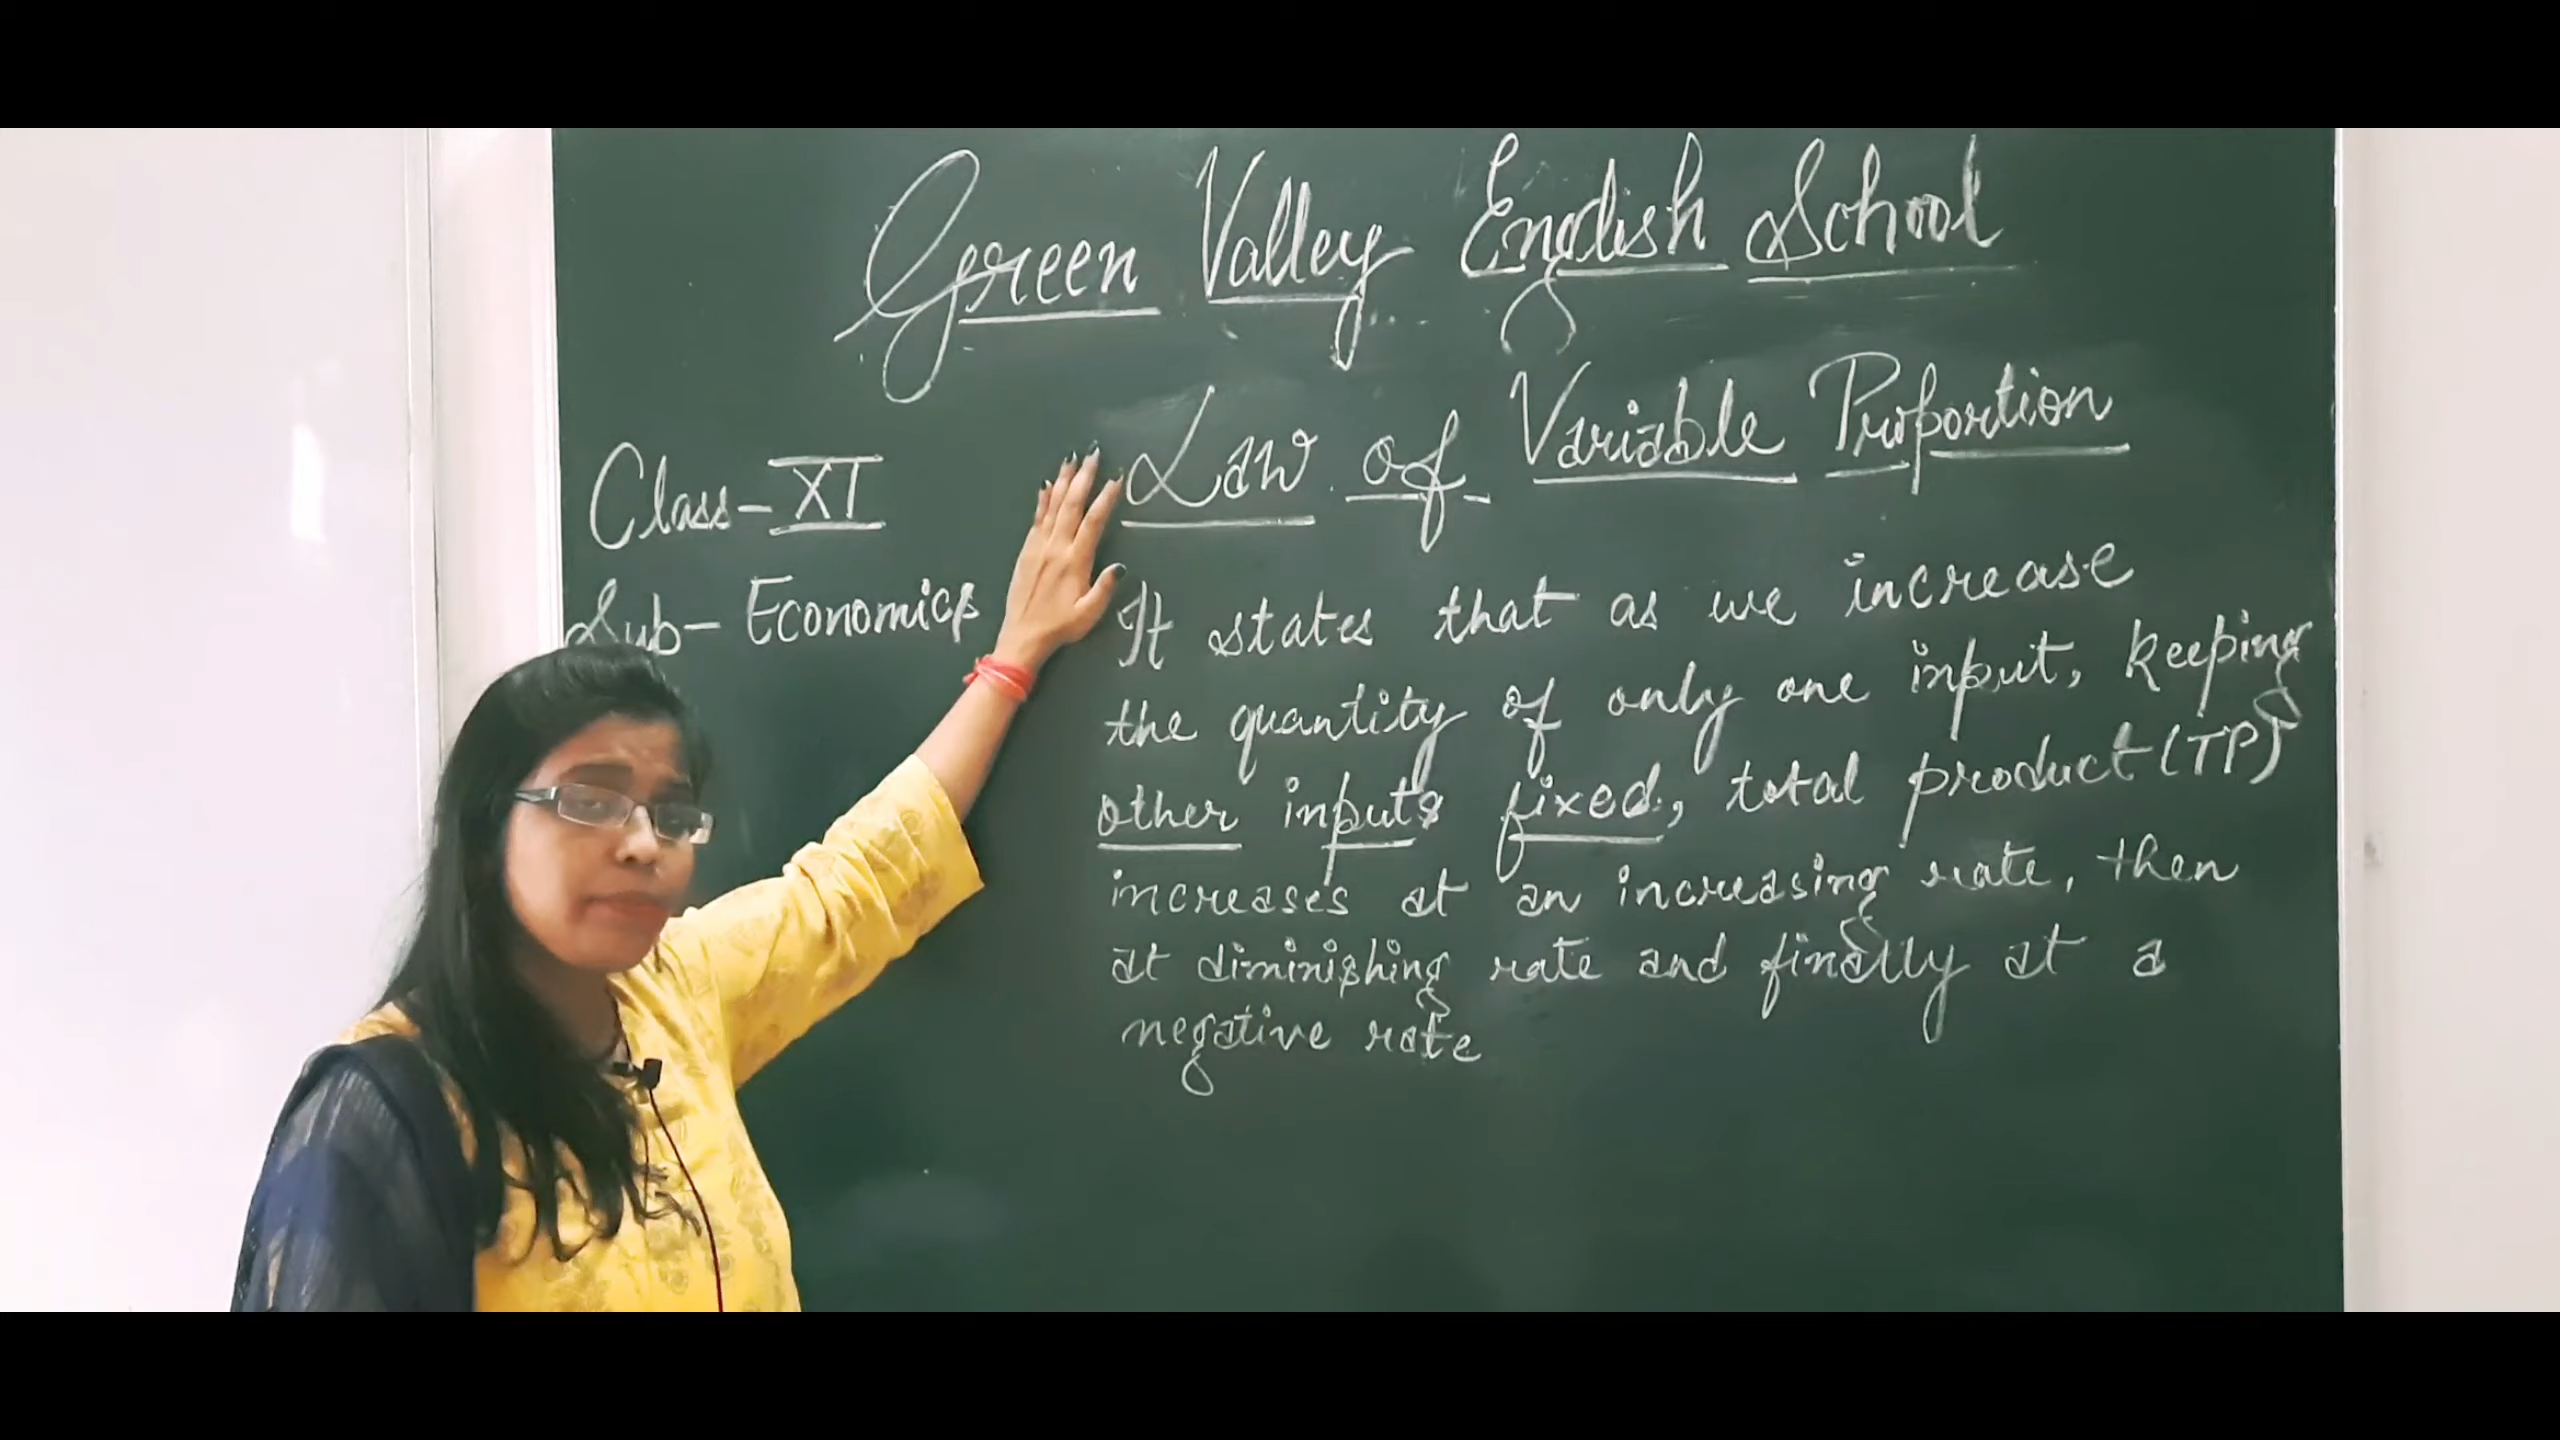 Green Valley English School
Law of Variable Proportion
Class - XI
Sub - Economics
It states that as we increase
the quantity of only one input, keeping
other inputs fixed, total product (TP)
increases at an increasing rate, then
at diminishing rate and finally at a
negative rate